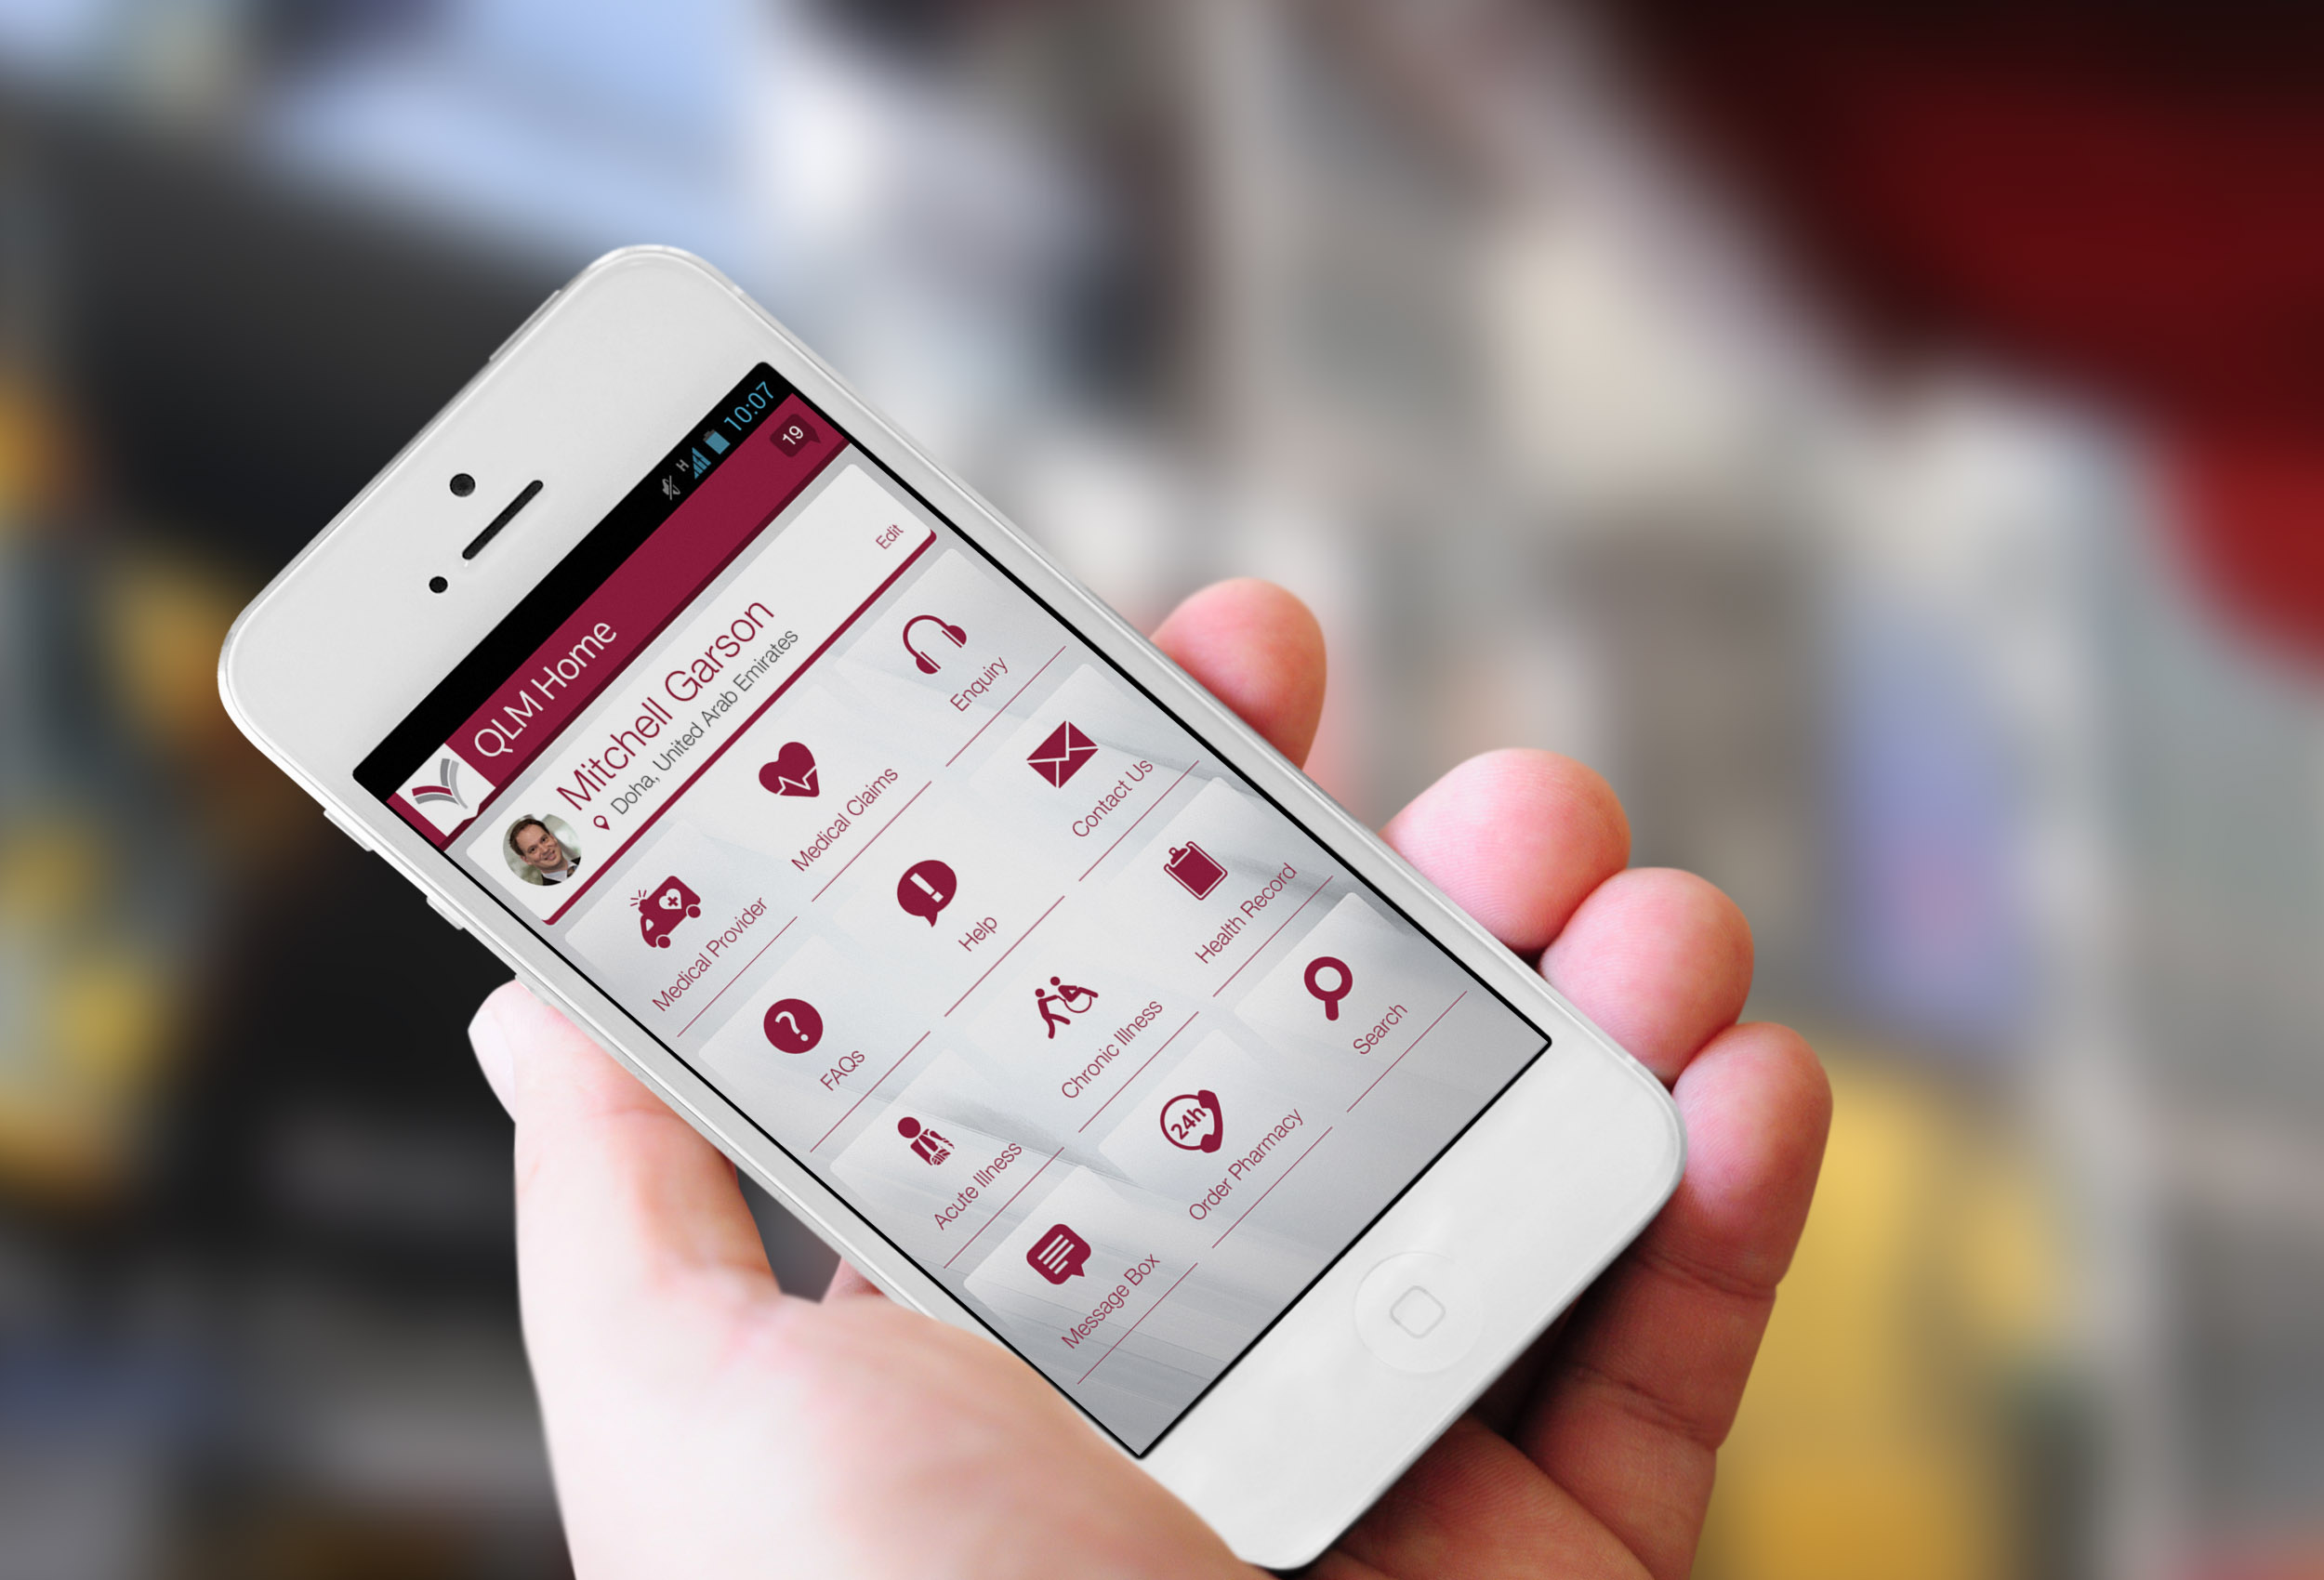 H 10:07
QLM Home
19
Mitchell Garson
Edit
Doha, United Arab Emirates
Medical Provider
Medical Claims
Enquiry
?
FAQs
!
Help
Contact Us
Acute Illness
Chronic Illness
Health Record
Message Box
24h
Order Pharmacy
Search